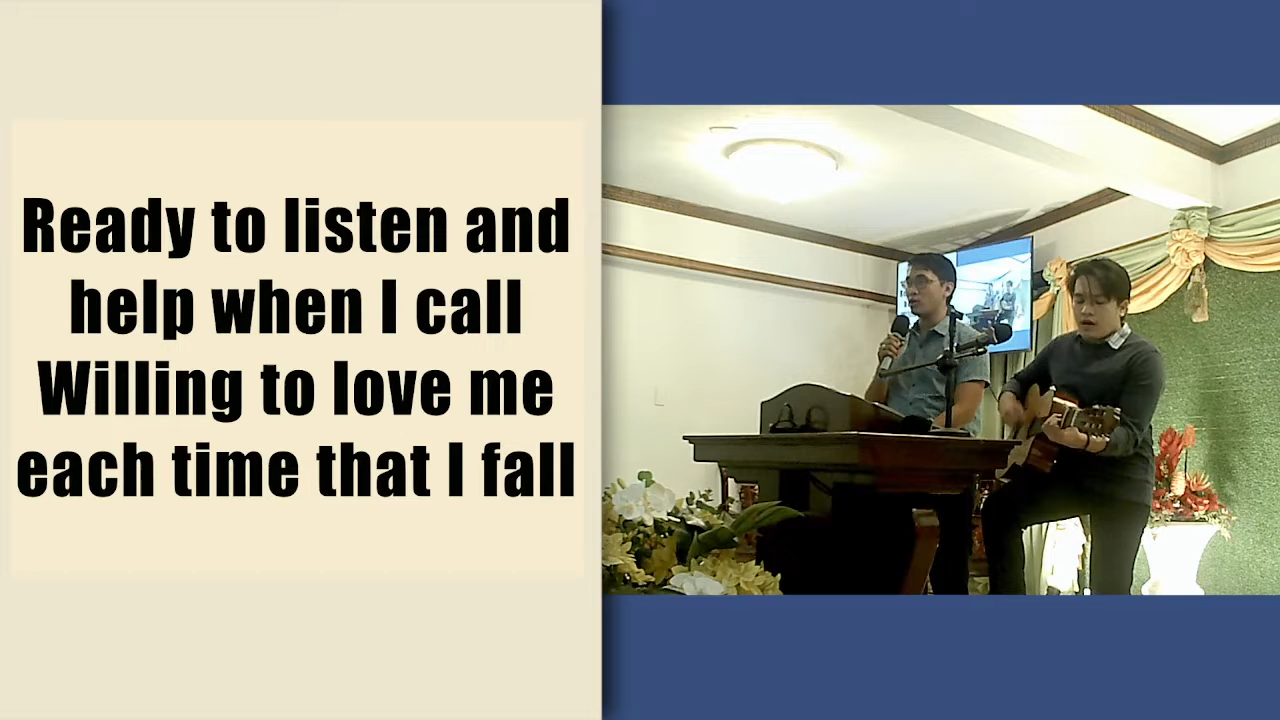 Ready to listen and
help when I call
Willing to love me
each time that I fall